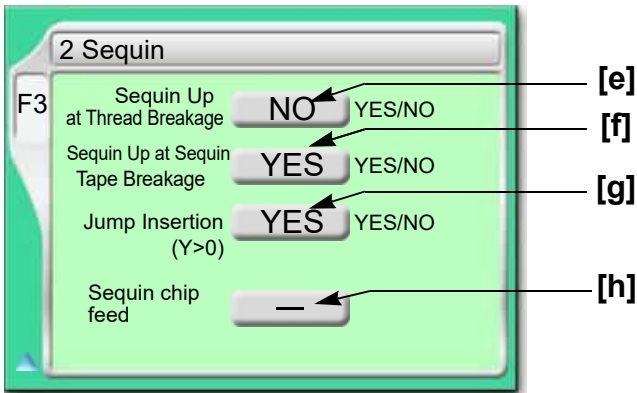 2 Sequin
F3
Sequin Up
at Thread Breakage
NO
YES/NO
[e]
Sequin Up at Sequin
Tape Breakage
YES
YES/NO
[f]
Jump Insertion
(Y>0)
YES
YES/NO
[g]
Sequin chip
feed
—
[h]